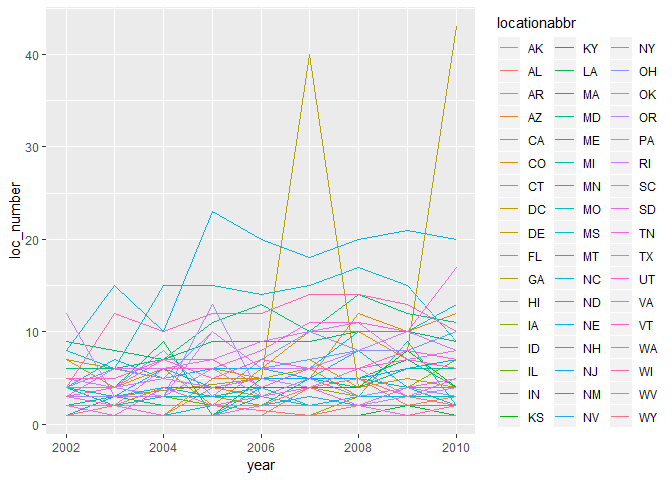 locationabbr
AK KY NY
AL LA OH
AR MA OK
AZ MD OR
CA ME PA
CO MI RI
CT MN SC
DC MO SD
DE MS TN
FL MT TX
GA NC UT
HI ND VA
IA NE VT
ID NH WA
IL NJ WI
IN NM WV
KS NV WY
loc_number
40
30
20
10
0
2002 2004 2006 2008 2010
year